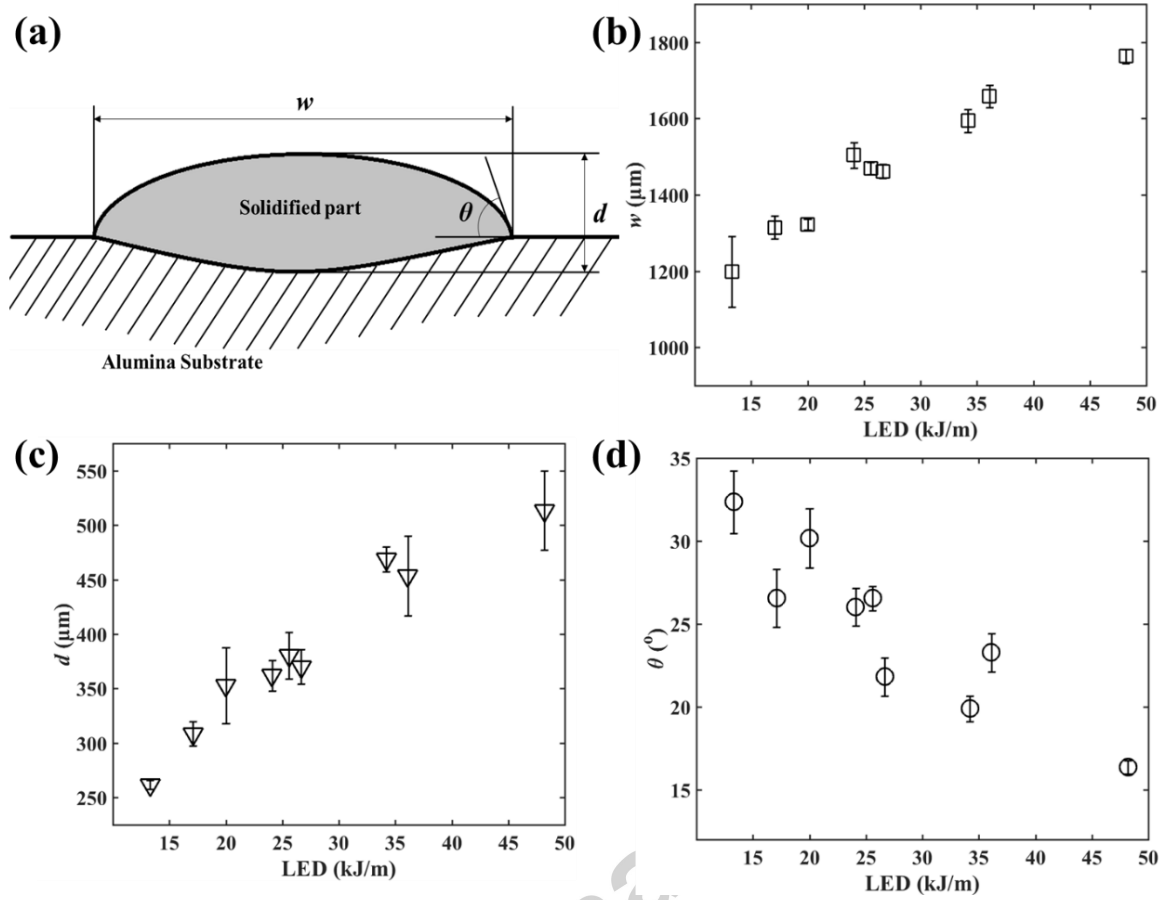 (a)
w
Solidified part
θ
d
Alumina Substrate
(b)
1800
1600
1400
1200
1000
w (μm)
15 20 25 30 35 40 45 50
LED (kJ/m)
(c)
550
500
450
400
350
300
250
d (μm)
15 20 25 30 35 40 45 50
LED (kJ/m)
(d)
35
30
25
20
15
θ (°)
15 20 25 30 35 40 45 50
LED (kJ/m)